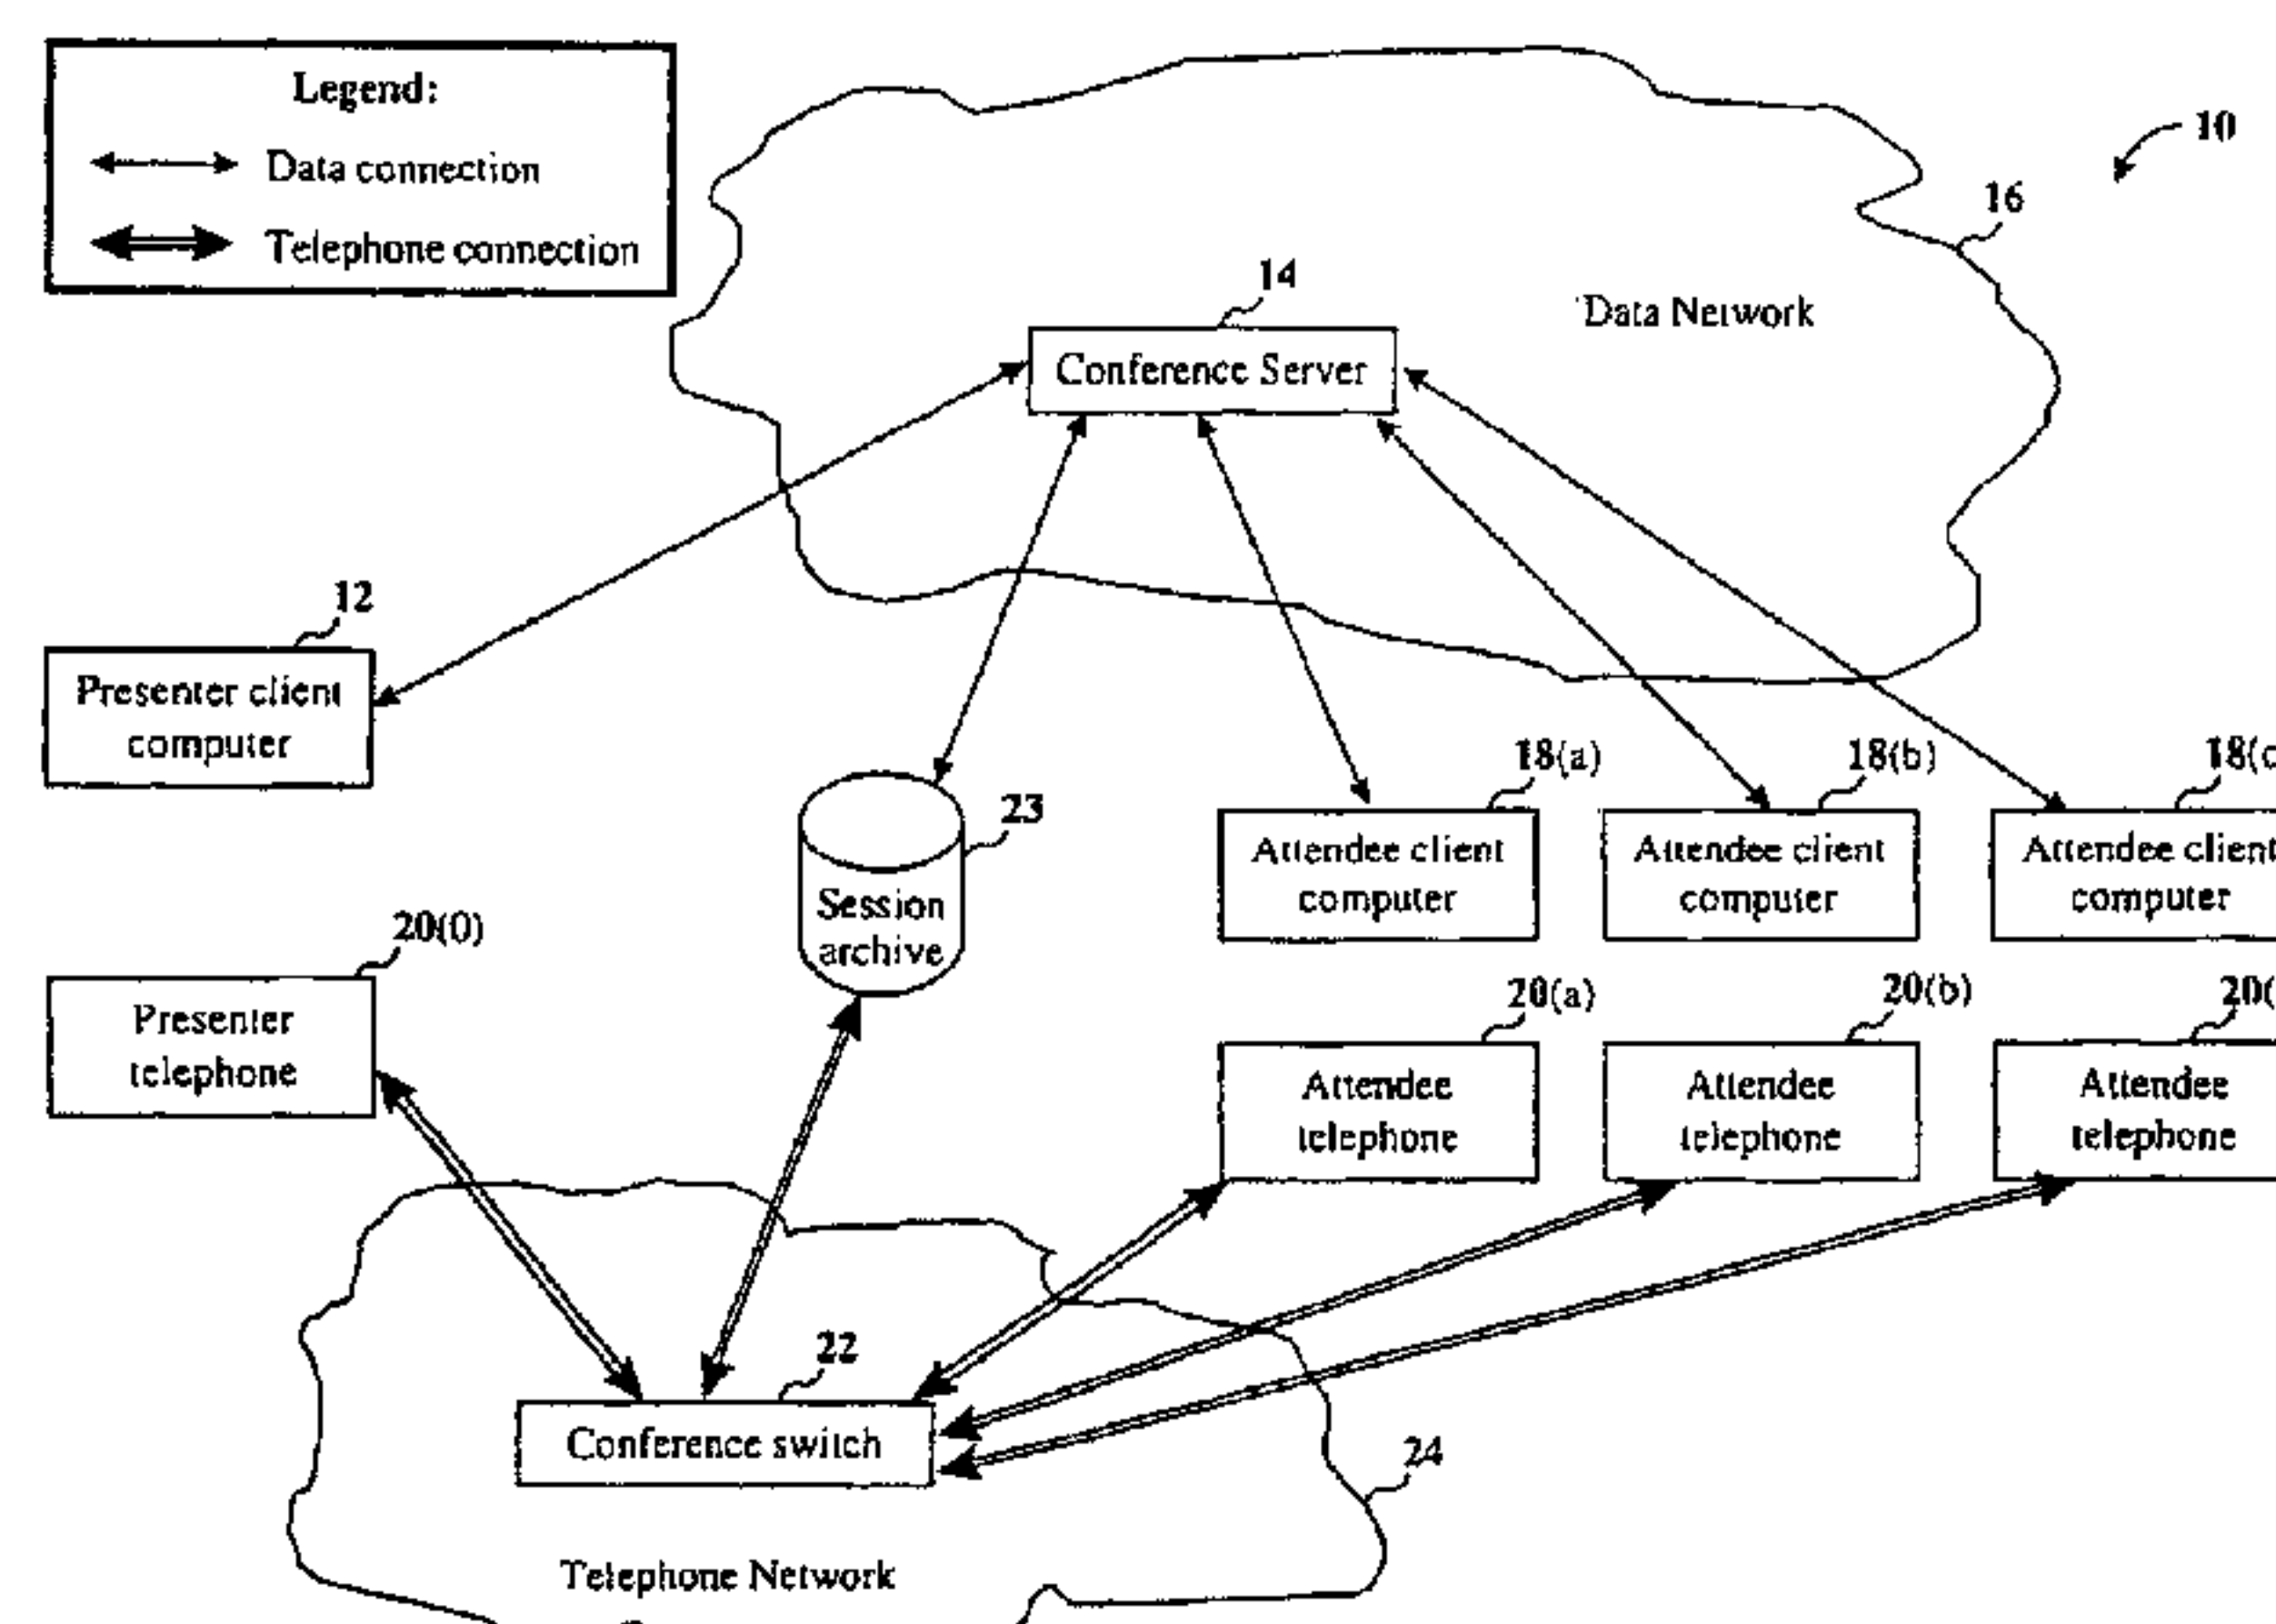 Legend:
Data connection
Telephone connection
10
16
14
Data Network
Conference Server
12
Presenter client
computer
18(a)
18(b)
18(c
23
Attendee client
computer
Attendee client
computer
Attendee client
computer
Session
archive
20(0)
Presenter
telephone
20(a)
20(b)
20(
Attendee
telephone
Attendee
telephone
Attendee
telephone
22
Conference switch
24
Telephone Network